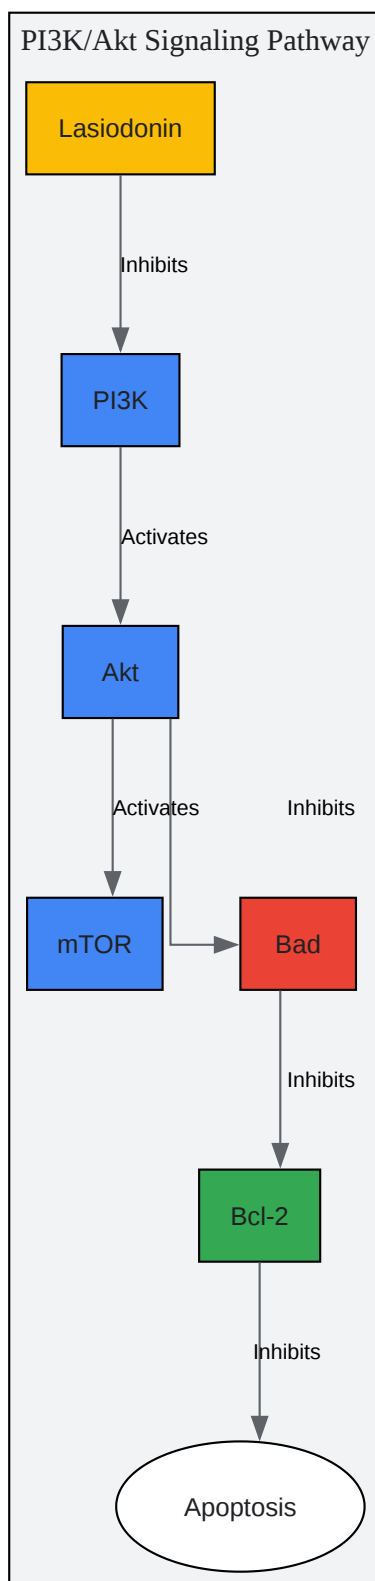 PI3K/Akt Signaling Pathway
Lasiodonin
Inhibits
PI3K
Activates
Akt
Activates
Inhibits
mTOR
Bad
Inhibits
Bcl-2
Inhibits
Apoptosis